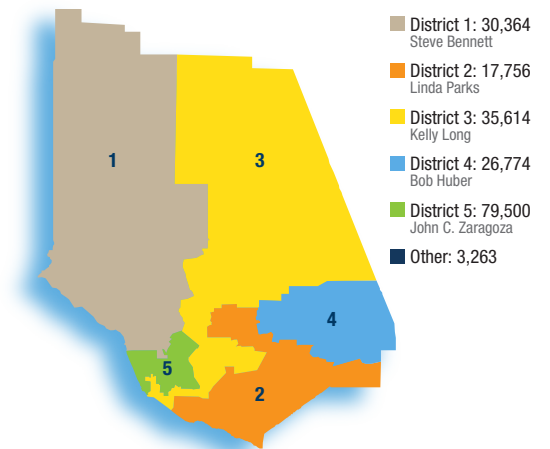 District 1: 30,364
Steve Bennett
District 2: 17,756
Linda Parks
District 3: 35,614
Kelly Long
District 4: 26,774
Bob Huber
District 5: 79,500
John C. Zaragoza
Other: 3,263
1
3
4
5
2